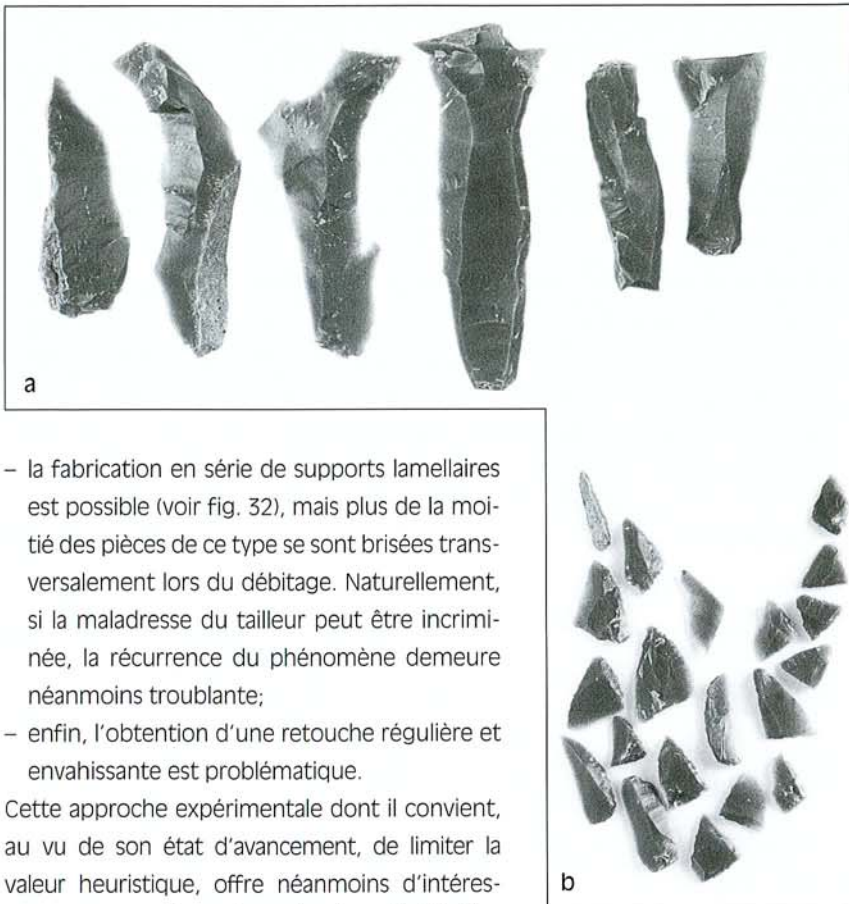 a
– la fabrication en série de supports lamellaires
est possible (voir fig. 32), mais plus de la moi-
tié des pièces de ce type se sont brisées trans-
versalement lors du débitage. Naturellement,
si la maladresse du tailleur peut être incrimi-
née, la récurrence du phénomène demeure
néanmoins troublante;
– enfin, l'obtention d'une retouche régulière et
envahissante est problématique.
Cette approche expérimentale dont il convient,
au vu de son état d'avancement, de limiter la
valeur heuristique, offre néanmoins d'intéres-
b